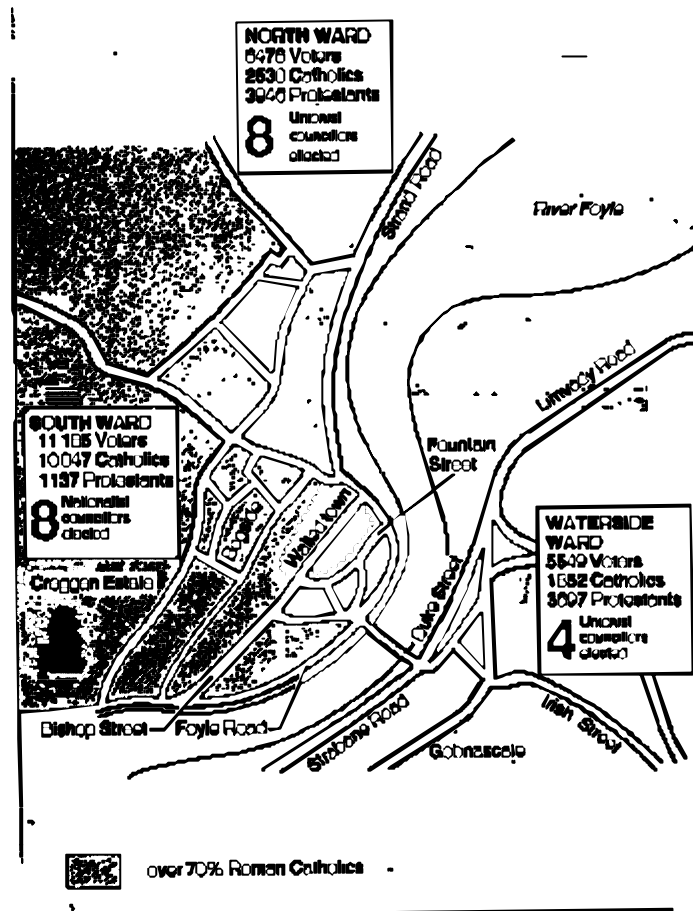 NORTH WARD
6476 Voters
2530 Catholics
3946 Protestants
8 Unionist
councillors
elected
Strand Road
River Foyle
Limvady Road
SOUTH WARD
11 185 Voters
10047 Catholics
1137 Protestants
8 Nationalist
councillors
elected
Fountain
Street
Bogside
Walled town
Creggan Estate
WATERSIDE
WARD
5549 Voters
1852 Catholics
3697 Protestants
4 Unionist
councillors
elected
Duke Street
Bishop Street
Foyle Road
Strabane Road
Gobnascale
Irish Street
over 70% Roman Catholics